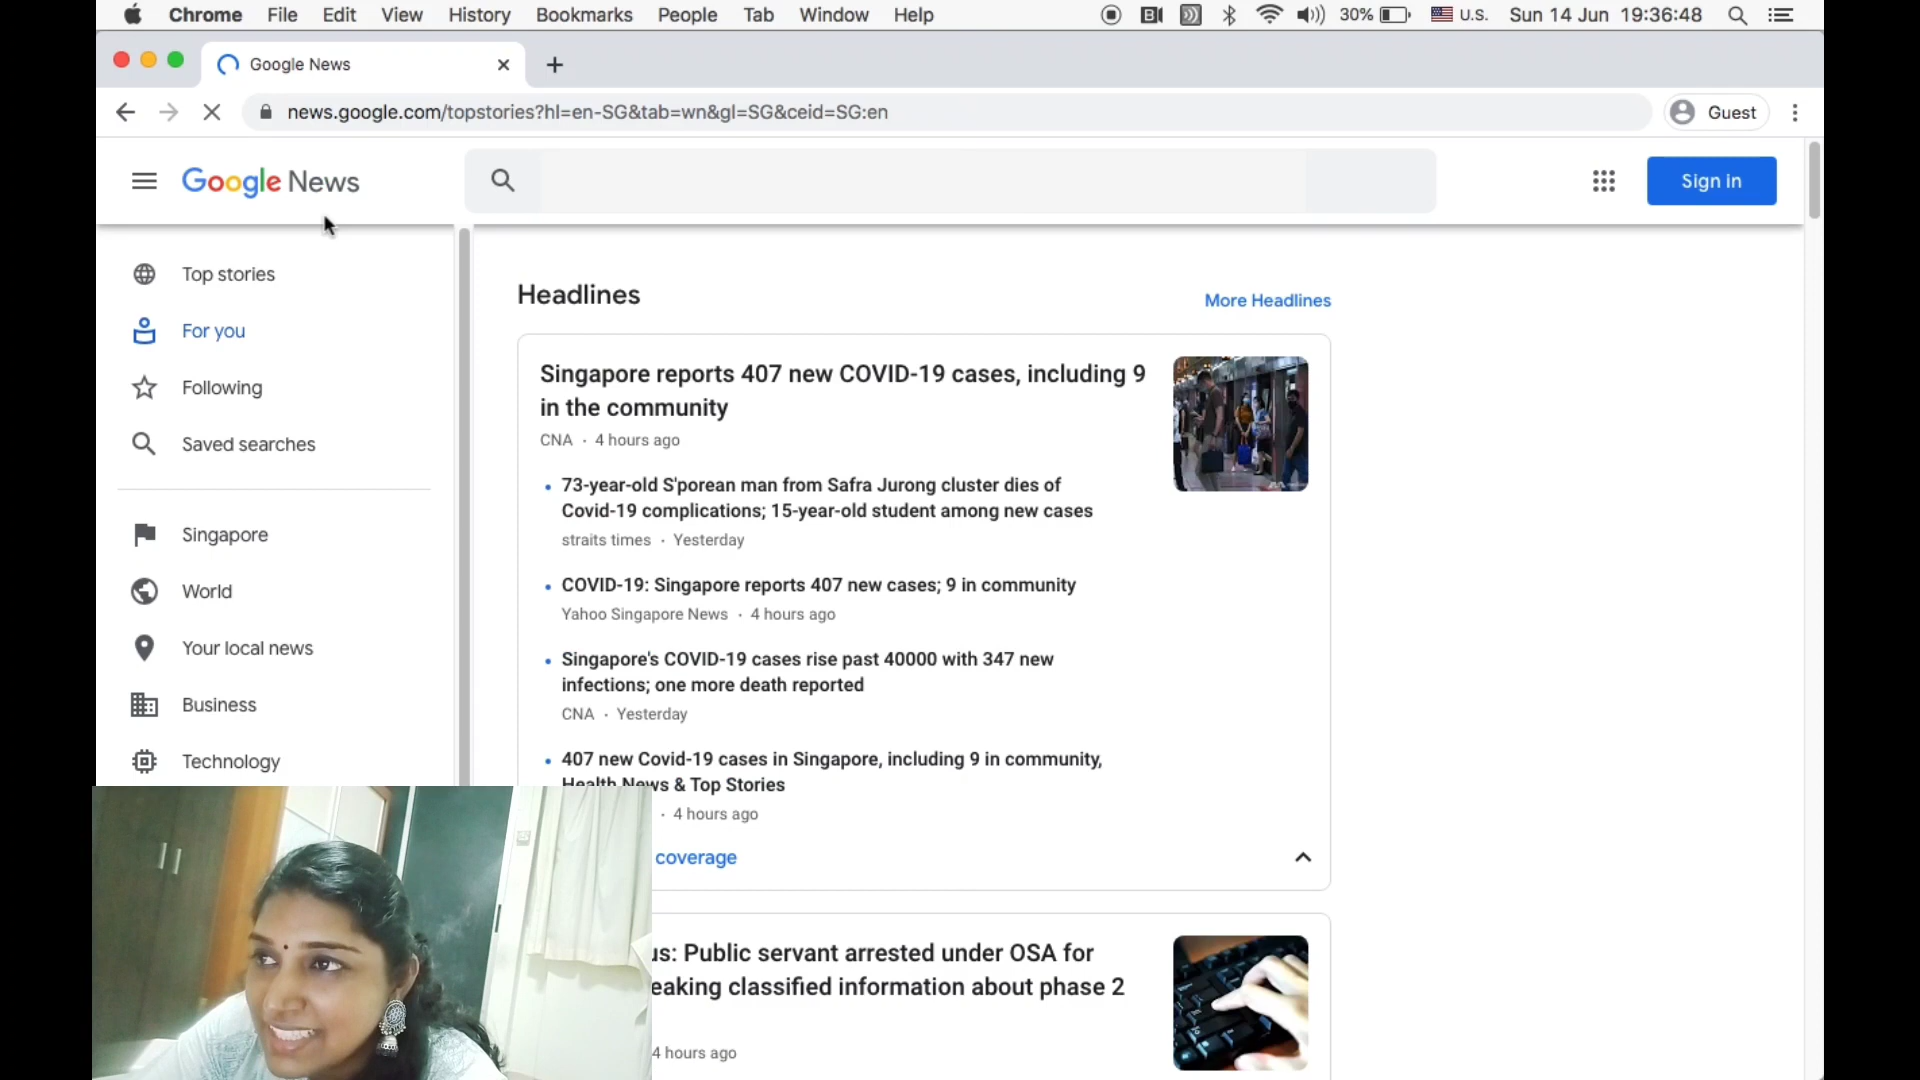 Chrome File Edit View History Bookmarks People Tab Window Help 30% U.S. Sun 14 Jun 19:36:48
Google News
news.google.com/topstories?hl=en-SG&tab=wn&gl=SG&ceid=SG:en Guest
Google News Sign in
Top stories
For you
Following
Saved searches
Singapore
World
Your local news
Business
Technology
Headlines
More Headlines
Singapore reports 407 new COVID-19 cases, including 9
in the community
CNA · 4 hours ago
73-year-old S'porean man from Safra Jurong cluster dies of
Covid-19 complications; 15-year-old student among new cases
straits times · Yesterday
COVID-19: Singapore reports 407 new cases; 9 in community
Yahoo Singapore News · 4 hours ago
Singapore's COVID-19 cases rise past 40000 with 347 new
infections; one more death reported
CNA · Yesterday
407 new Covid-19 cases in Singapore, including 9 in community,
Health News & Top Stories
· 4 hours ago
coverage
us: Public servant arrested under OSA for
eaking classified information about phase 2
4 hours ago